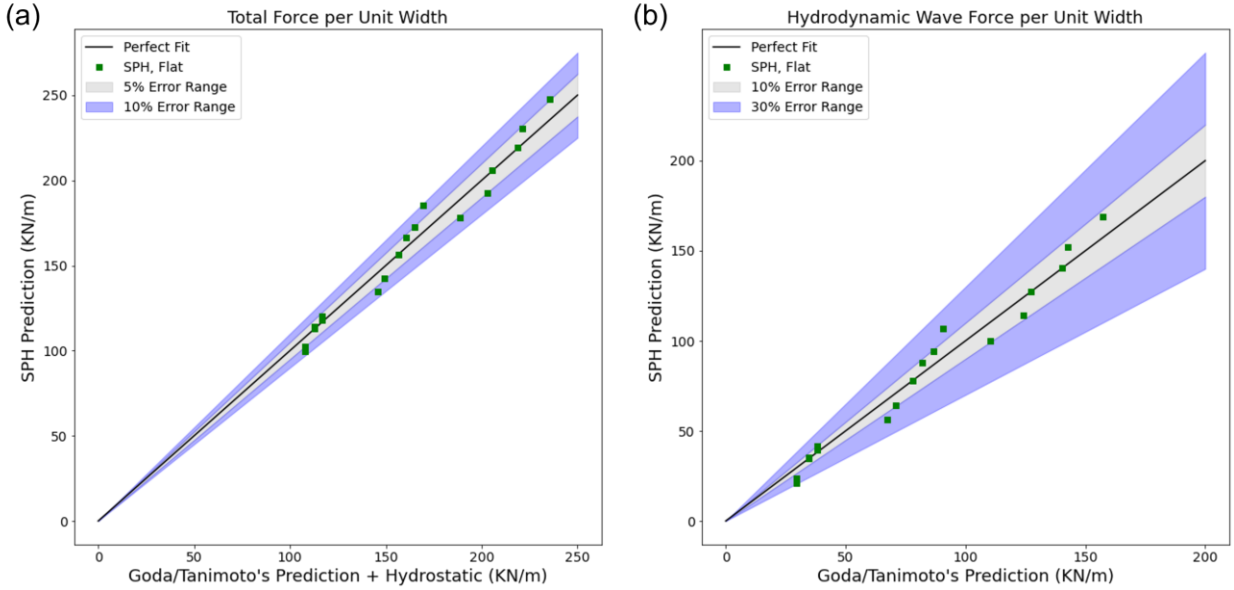 (a)
Total Force per Unit Width
Perfect Fit
SPH, Flat
5% Error Range
10% Error Range
SPH Prediction (KN/m)
250
200
150
100
50
0
0 50 100 150 200 250
Goda/Tanimoto's Prediction + Hydrostatic (KN/m)
(b)
Hydrodynamic Wave Force per Unit Width
Perfect Fit
SPH, Flat
10% Error Range
30% Error Range
SPH Prediction (KN/m)
200
150
100
50
0
0 50 100 150 200
Goda/Tanimoto's Prediction (KN/m)